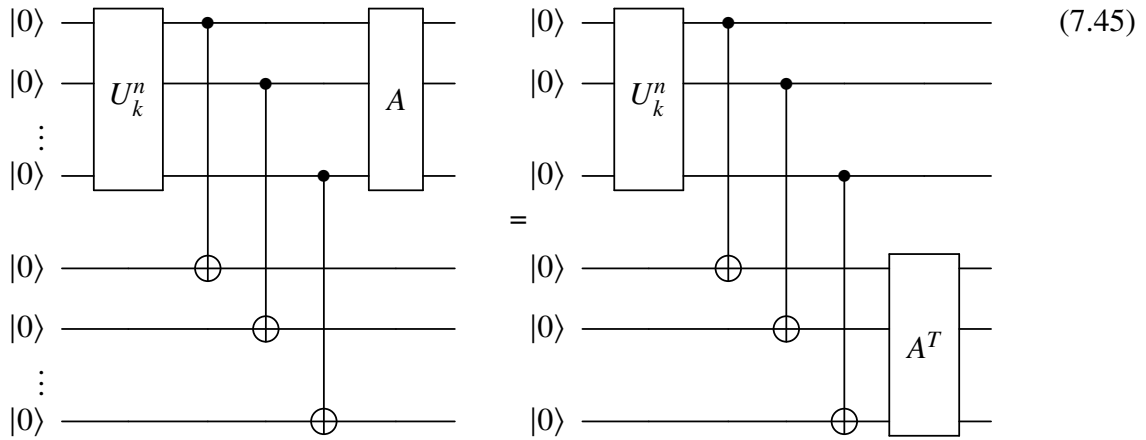 |0⟩ |0⟩ (7.45)
|0⟩ U_k^n A |0⟩ U_k^n
⋮ ⋮
|0⟩ |0⟩
=
|0⟩ |0⟩
|0⟩ |0⟩ A^T
⋮ ⋮
|0⟩ |0⟩